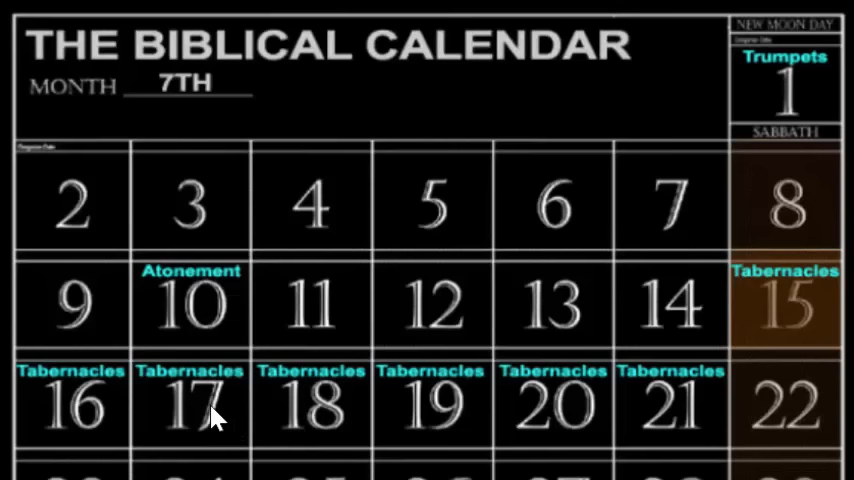 NEW MOON DAY
THE BIBLICAL CALENDAR
MONTH 7TH
Trumpets
1
SABBATH
2 3 4 5 6 7 8
Atonement Tabernacles
9 10 11 12 13 14 15
Tabernacles Tabernacles Tabernacles Tabernacles Tabernacles Tabernacles
16 17 18 19 20 21 22